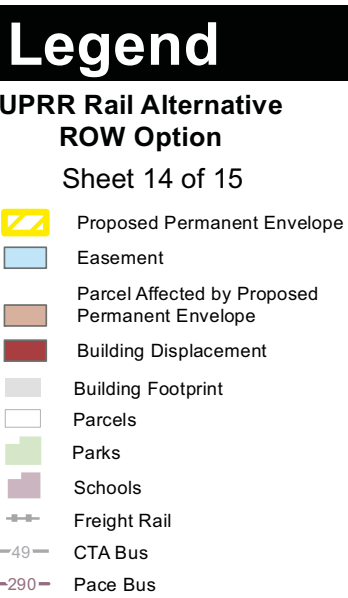 Legend
UPRR Rail Alternative
ROW Option
Sheet 14 of 15
Proposed Permanent Envelope
Easement
Parcel Affected by Proposed
Permanent Envelope
Building Displacement
Building Footprint
Parcels
Parks
Schools
Freight Rail
49 CTA Bus
290 Pace Bus